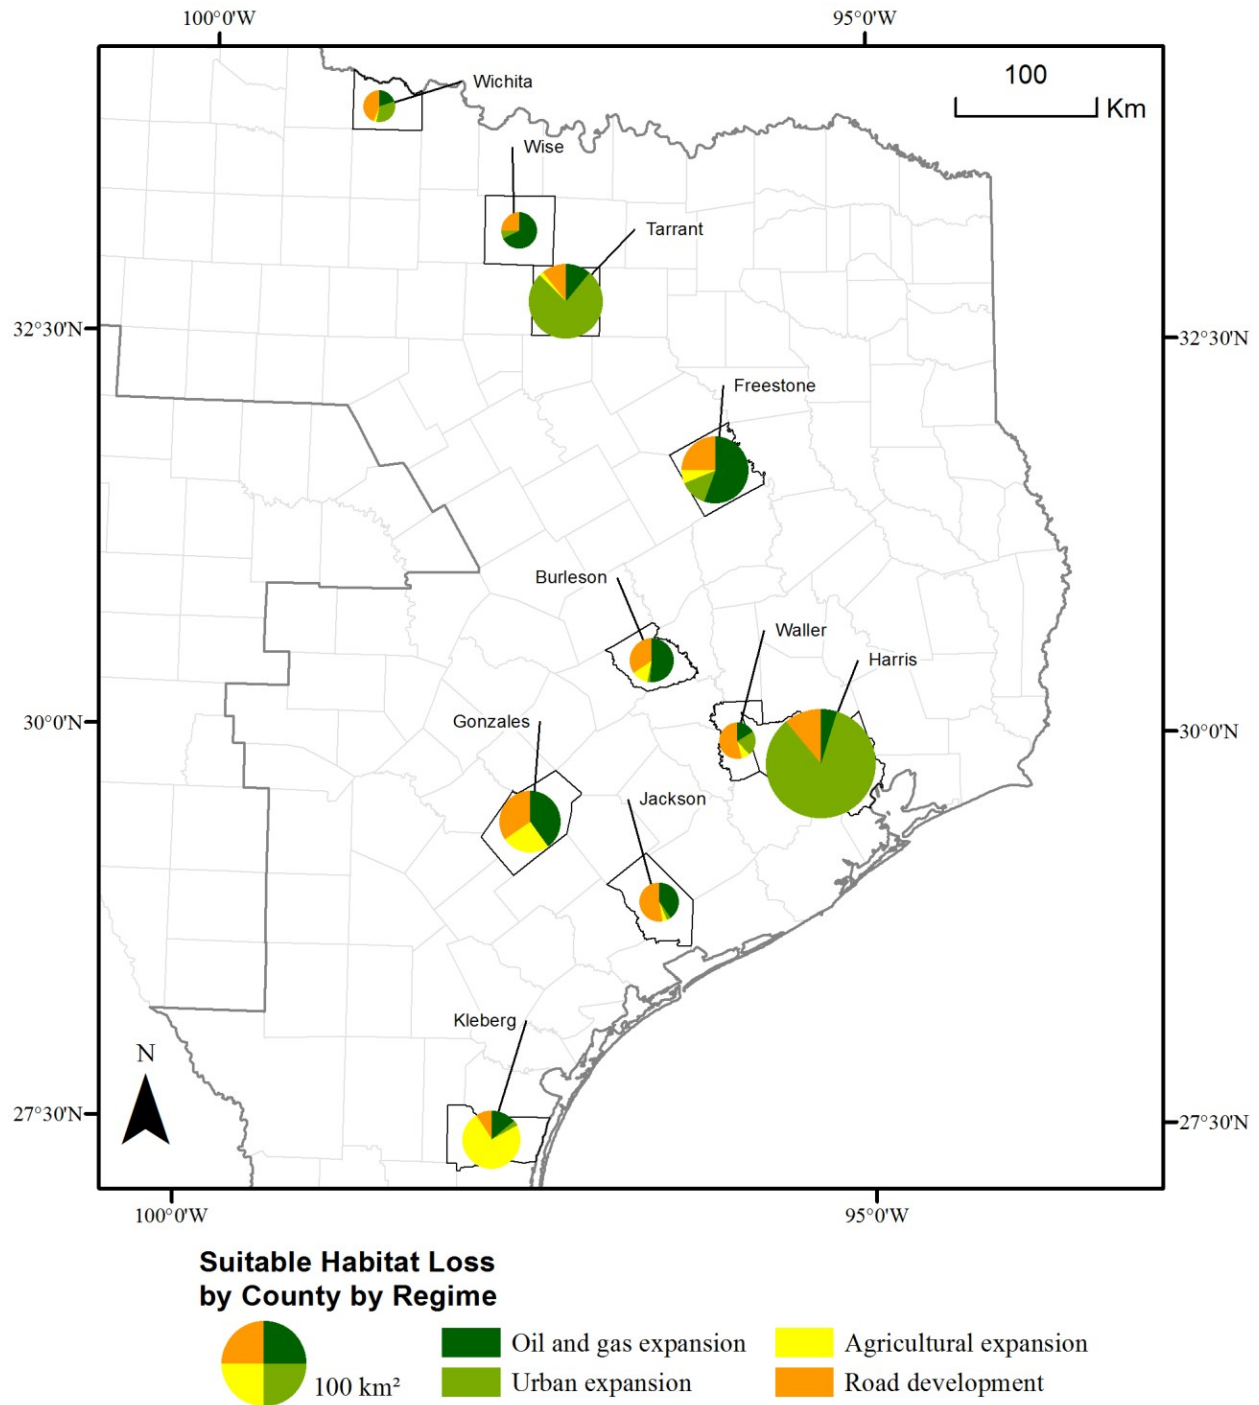 100°0'W 95°0'W
100
Km
Wichita
Wise
Tarrant
32°30'N 32°30'N
Freestone
Burleson
Waller
Harris
Gonzales
30°0'N 30°0'N
Jackson
Kleberg
N
27°30'N 27°30'N
100°0'W 95°0'W
Suitable Habitat Loss
by County by Regime
Oil and gas expansion Agricultural expansion
100 km² Urban expansion Road development